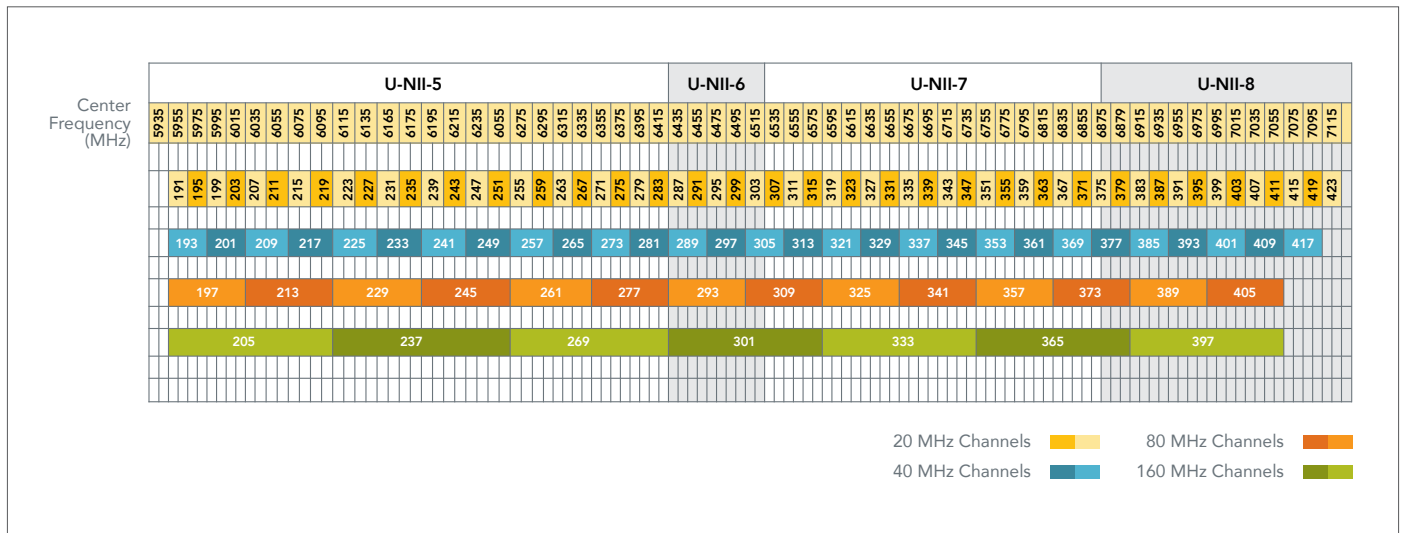 U-NII-5 U-NII-6 U-NII-7 U-NII-8
Center
Frequency
(MHz)
5935 5955 5975 5995 6015 6035 6055 6075 6095 6115 6135 6165 6175 6195 6215 6235 6055 6275 6295 6315 6335 6355 6375 6395 6415 6435 6455 6475 6495 6515 6535 6555 6575 6595 6615 6635 6655 6675 6695 6715 6735 6755 6775 6795 6815 6835 6855 6875 6879 6915 6935 6955 6975 6995 7015 7035 7055 7075 7095 7115
191 195 199 203 207 211 215 219 223 227 231 235 239 243 247 251 255 259 263 267 271 275 279 283 287 291 295 299 303 307 311 315 319 323 327 331 335 339 343 347 351 355 359 363 367 371 375 379 383 387 391 395 399 403 407 411 415 419 423
193 201 209 217 225 233 241 249 257 265 273 281 289 297 305 313 321 329 337 345 353 361 369 377 385 393 401 409 417
197 213 229 245 261 277 293 309 325 341 357 373 389 405
205 237 269 301 333 365 397
20 MHz Channels 80 MHz Channels
40 MHz Channels 160 MHz Channels